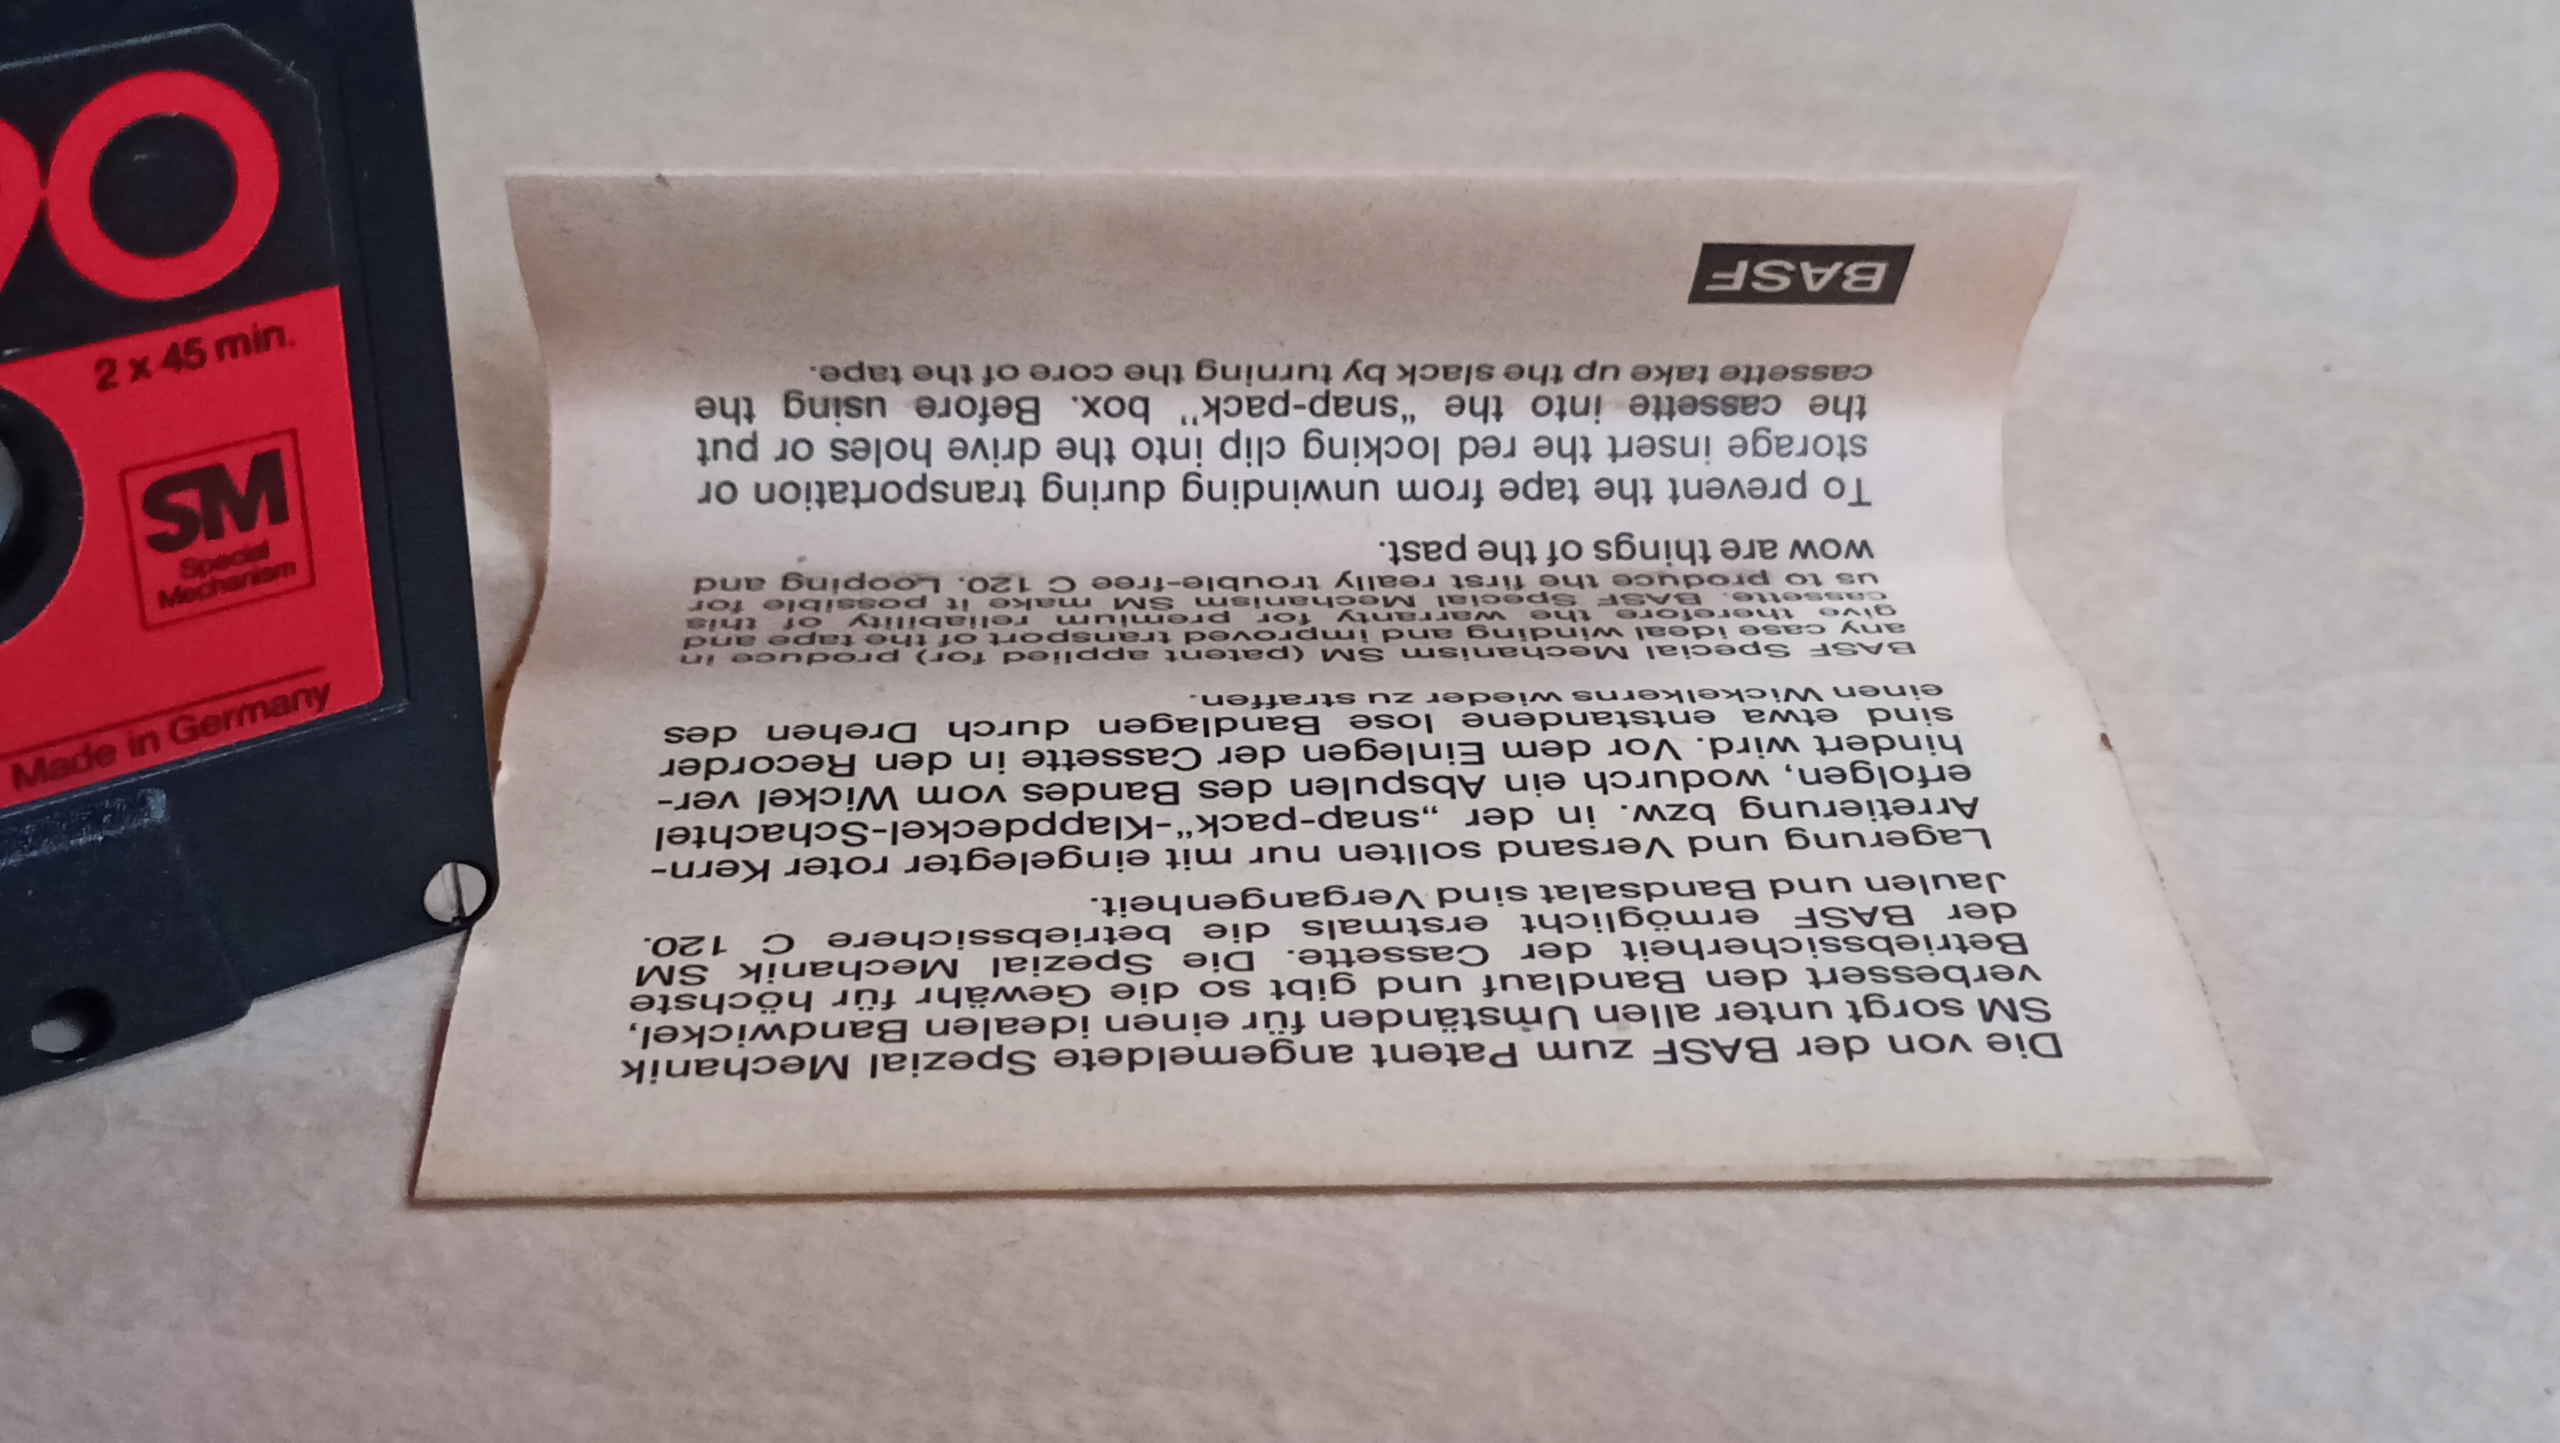 90
2 x 45 min.
SM
Special
Mechanism
Made in Germany
Die von der BASF zum Patent angemeldete Spezial Mechanik
SM sorgt unter allen Umständen für einen idealen Bandwickel,
verbessert den Bandlauf und gibt so die Gewähr für höchste
Betriebssicherheit der Cassette. Die Spezial Mechanik SM
der BASF ermöglicht erstmals die betriebssichere C 120.
Jaulen und Bandsalat sind Vergangenheit.
Lagerung und Versand sollten nur mit eingelegter roter Kern-
Arretierung bzw. in der „snap-pack“-Klappdeckel-Schachtel
erfolgen, wodurch ein Abspulen des Bandes vom Wickel ver-
hindert wird. Vor dem Einlegen der Cassette in den Recorder
sind etwa entstandene lose Bandlagen durch Drehen des
einen Wickelkerns wieder zu straffen.
BASF Special Mechanism SM (patent applied for) produce in
any case ideal winding and improved transport of the tape and
give therefore the warranty for premium reliability of this
cassette. BASF Special Mechanism SM make it possible for
us to produce the first really trouble-free C 120. Looping and
wow are things of the past.
To prevent the tape from unwinding during transportation or
storage insert the red locking clip into the drive holes or put
the cassette into the “snap-pack” box. Before using the
cassette take up the slack by turning the core of the tape.
BASF